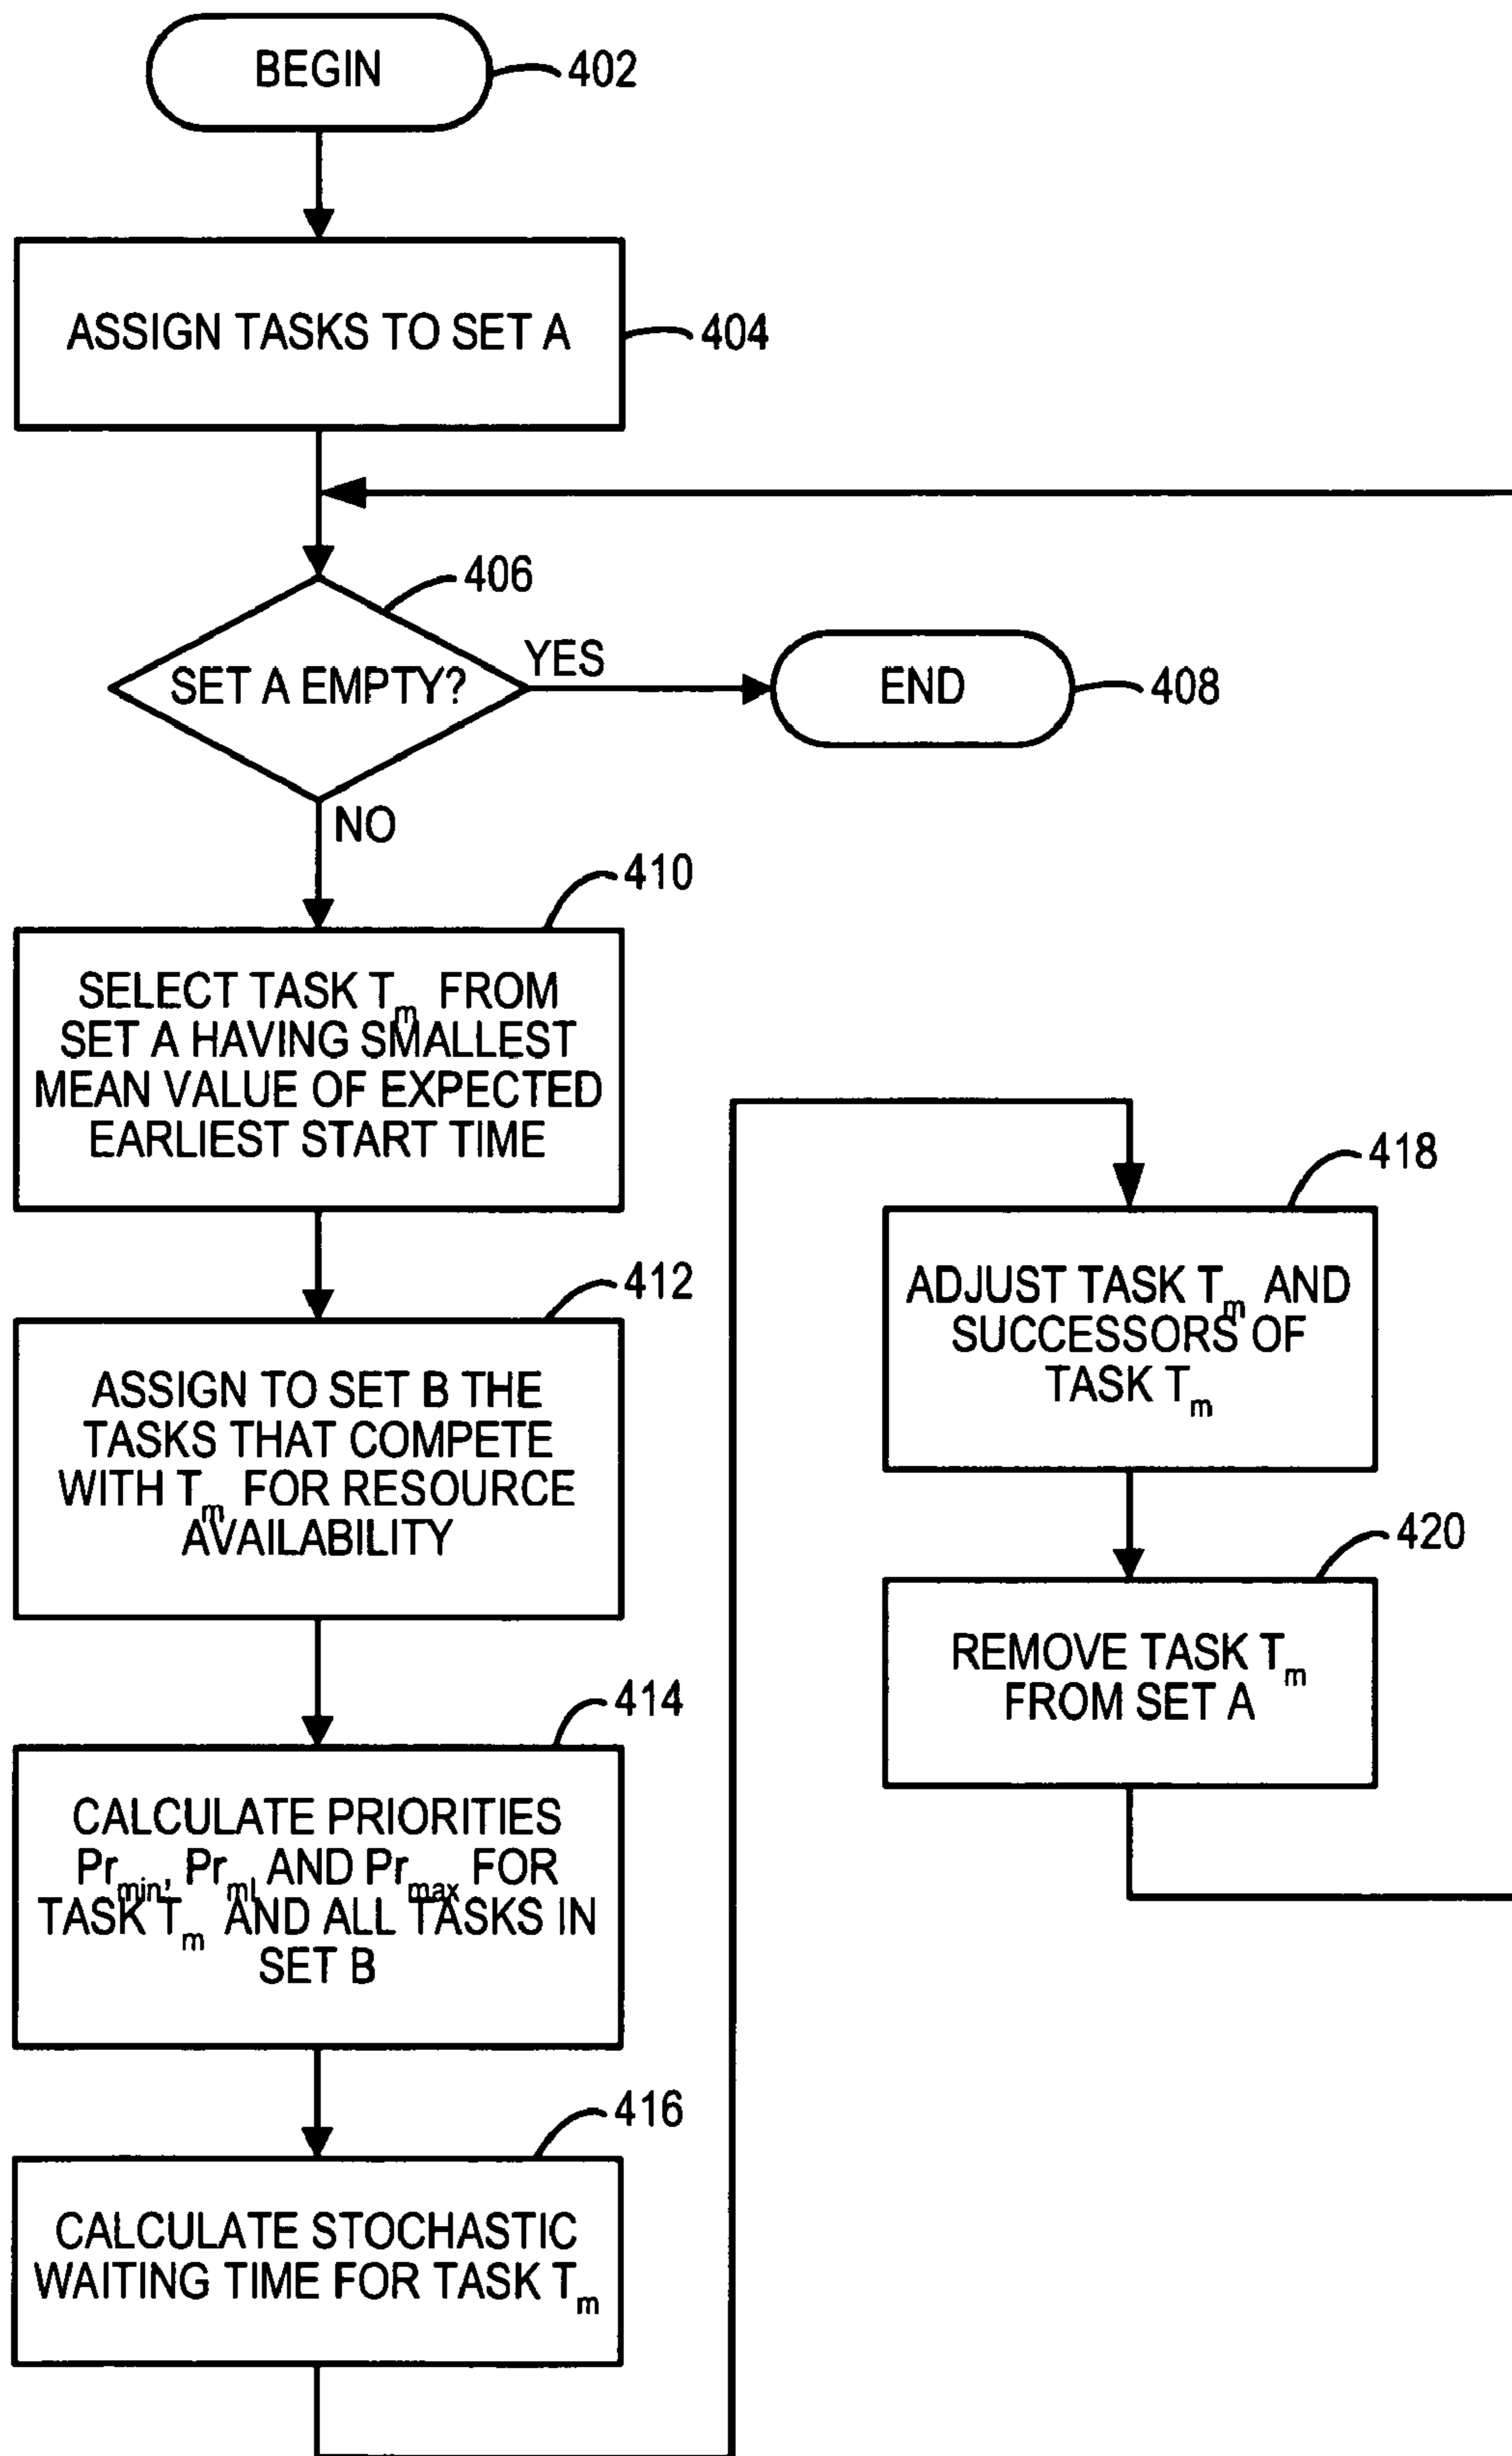 BEGIN
402
ASSIGN TASKS TO SET A
404
406
SET A EMPTY?
YES
END
408
NO
410
SELECT TASK Tm FROM
SET A HAVING SMALLEST
MEAN VALUE OF EXPECTED
EARLIEST START TIME
412
ASSIGN TO SET B THE
TASKS THAT COMPETE
WITH Tm FOR RESOURCE
AVAILABILITY
414
CALCULATE PRIORITIES
Prmin, Prml AND Prmax FOR
TASK Tm AND ALL TASKS IN
SET B
416
CALCULATE STOCHASTIC
WAITING TIME FOR TASK Tm
418
ADJUST TASK Tm AND
SUCCESSORS OF
TASK Tm
420
REMOVE TASK Tm
FROM SET A